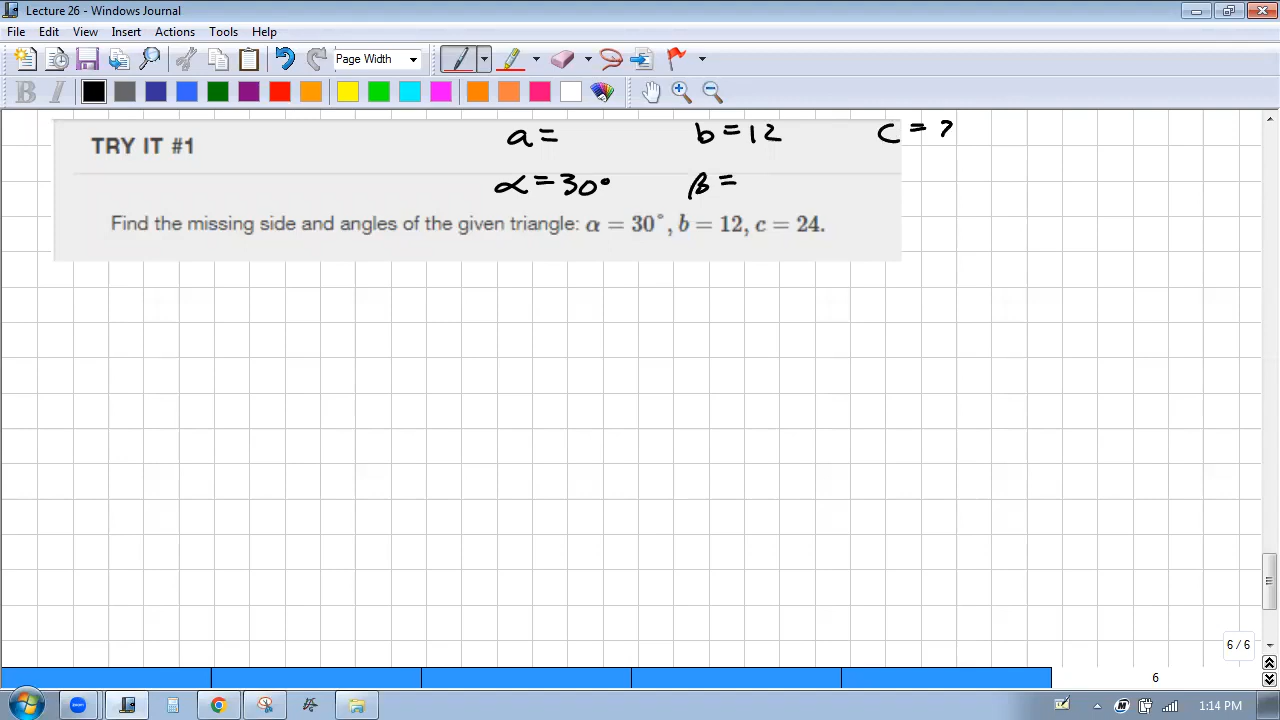 Lecture 26 - Windows Journal
File Edit View Insert Actions Tools Help
Page Width
B I
a = b = 12 c = ?
TRY IT #1
α = 30° β =
Find the missing side and angles of the given triangle: α = 30°, b = 12, c = 24.
6 / 6
6
1:14 PM